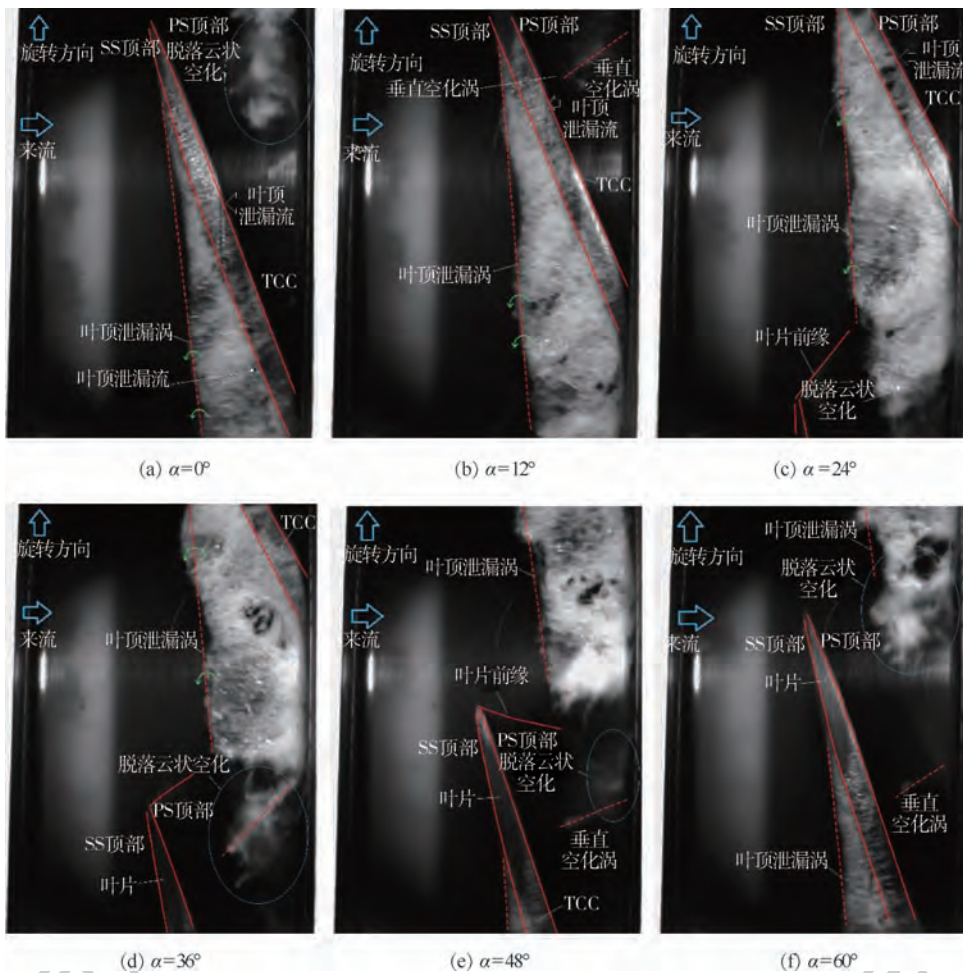 旋转方向
SS顶部
PS顶部
脱落云状
空化
来流
叶顶
泄漏流
TCC
叶顶泄漏涡
叶顶泄漏流
(a) α=0°
旋转方向
SS顶部
PS顶部
垂直空化涡
垂直
空化涡
叶顶
泄漏流
来流
TCC
叶顶泄漏涡
(b) α=12°
旋转方向
叶顶
泄漏流
TCC
来流
叶顶泄漏涡
叶片前缘
脱落云状
空化
(c) α=24°
旋转方向
TCC
来流
叶顶泄漏涡
脱落云状空化
PS顶部
SS顶部
叶片
(d) α=36°
旋转方向
叶顶泄漏涡
来流
叶片前缘
SS顶部
PS顶部
脱落云状
空化
叶片
垂直
空化涡
TCC
(e) α=48°
旋转方向
叶顶泄漏涡
脱落云状
空化
来流
SS顶部
PS顶部
叶片
垂直
空化涡
叶顶泄漏涡
(f) α=60°